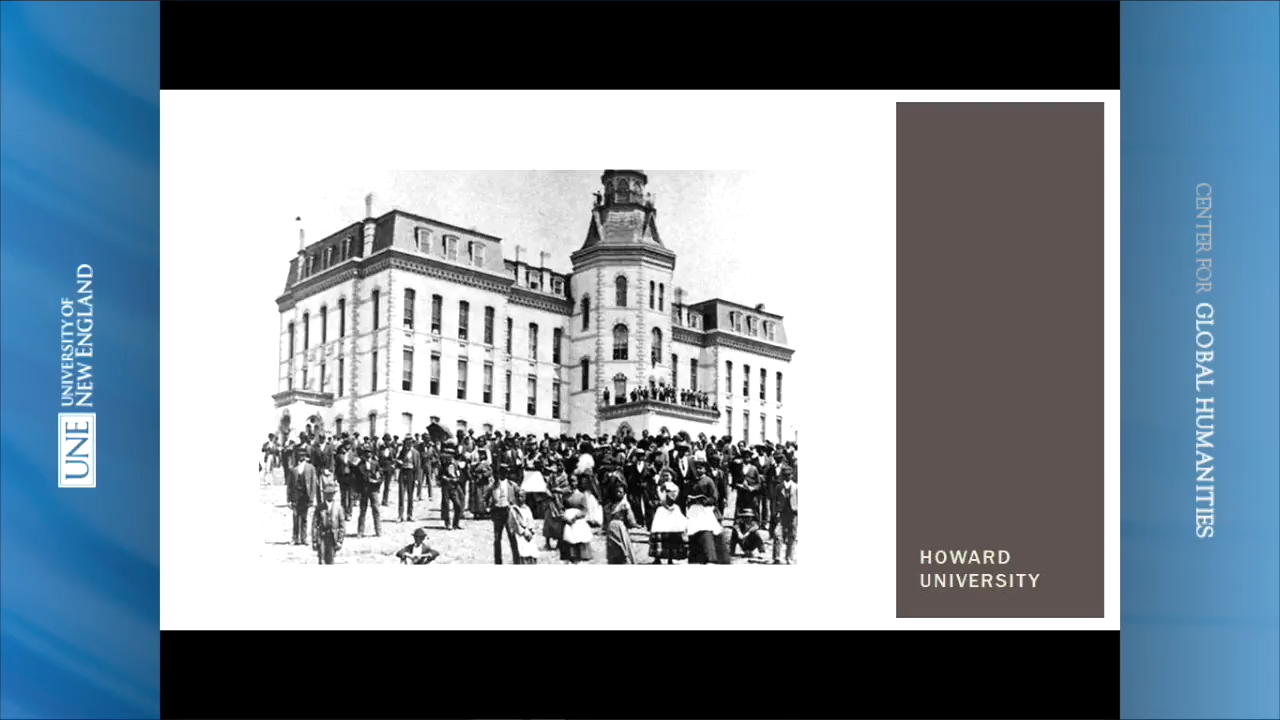 UNE
UNIVERSITY OF
NEW ENGLAND
HOWARD
UNIVERSITY
CENTER FOR GLOBAL HUMANITIES